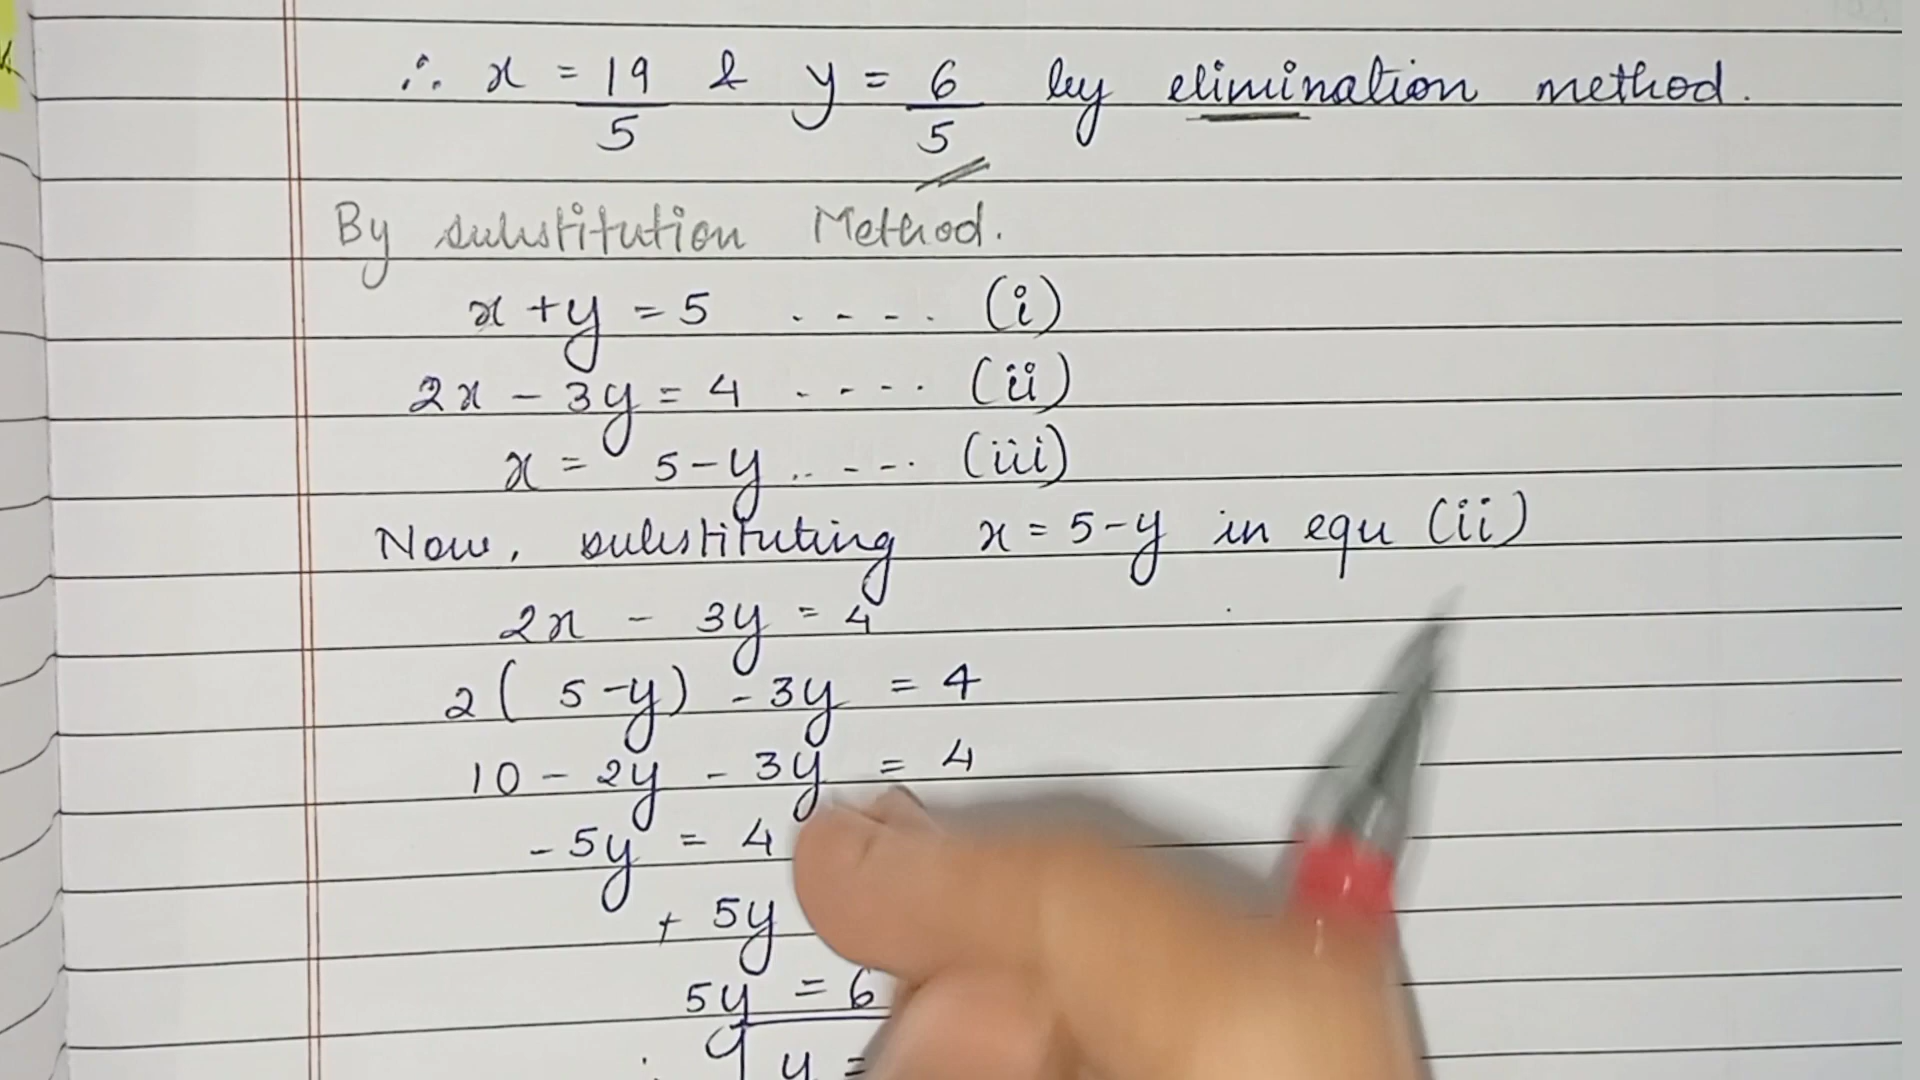 ∴ x = 19/5 & y = 6/5 by elimination method.
By substitution Method.
x + y = 5 ..... (i)
2x - 3y = 4 ..... (ii)
x = 5 - y ..... (iii)
Now, substituting x = 5 - y in equ (ii)
2x - 3y = 4
2( 5 - y) - 3y = 4
10 - 2y - 3y = 4
- 5y = 4
+ 5y
5y = 6
y =